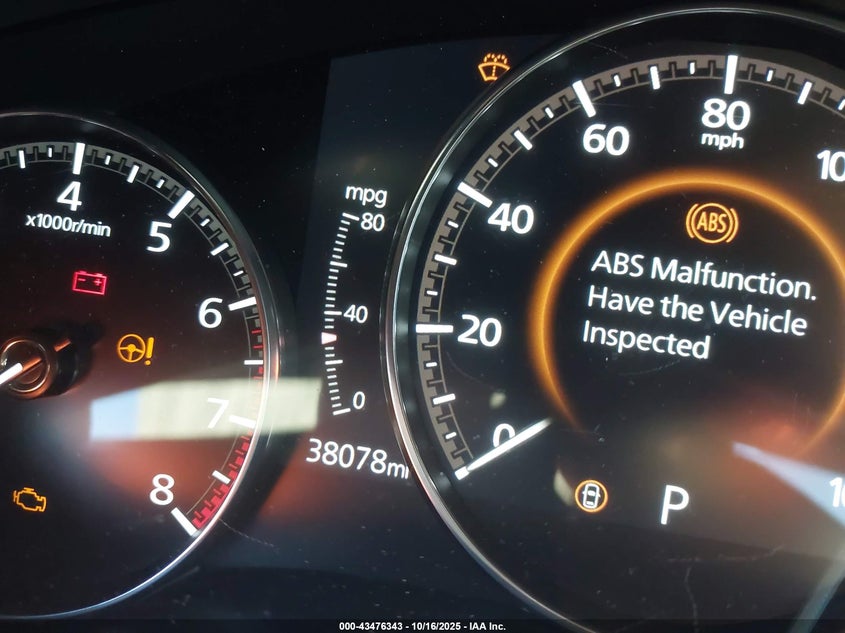 4
x1000r/min
5
6
7
8
mpg
80
40
0
38078mi
0
20
40
60
80
mph
ABS
ABS Malfunction.
Have the Vehicle
Inspected
P
000-43476343 - 10/16/2025 - IAA Inc.